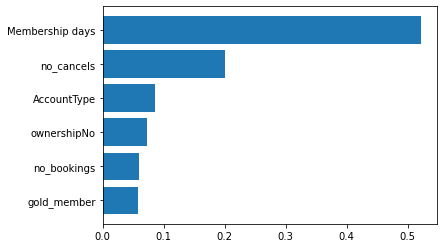 Membership days
no_cancels
AccountType
ownershipNo
no_bookings
gold_member
0.0 0.1 0.2 0.3 0.4 0.5